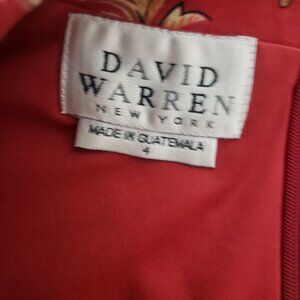 DAVID
WARREN
NEW YORK
MADE IN GUATEMALA
4